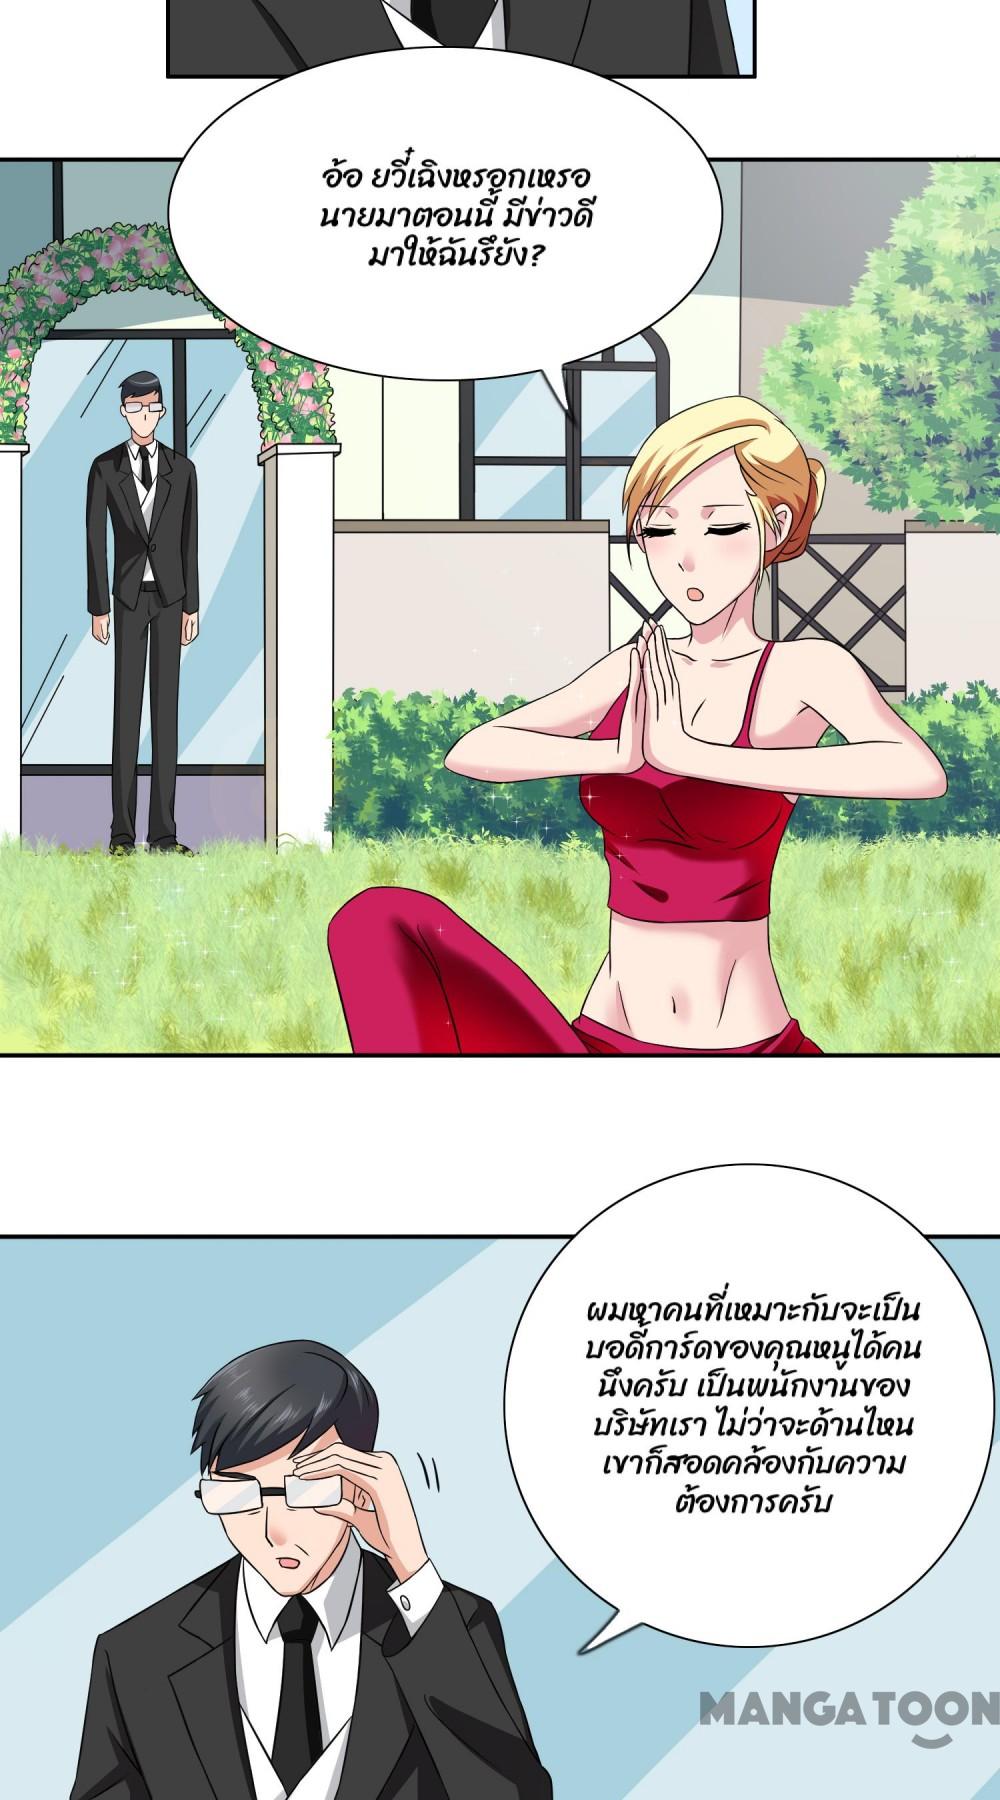 อ้อ ยวี๋เฉิงหรอกเหรอ
นายมาตอนนี้ มีข่าวดี
มาให้ฉันรึยัง?
ผมหาคนที่เหมาะกับจะเป็น
บอดี้การ์ดของคุณหนูได้คน
นึงครับ เป็นพนักงานของ
บริษัทเรา ไม่ว่าจะด้านไหน
เขาก็สอดคล้องกับความ
ต้องการครับ
MANGATOON